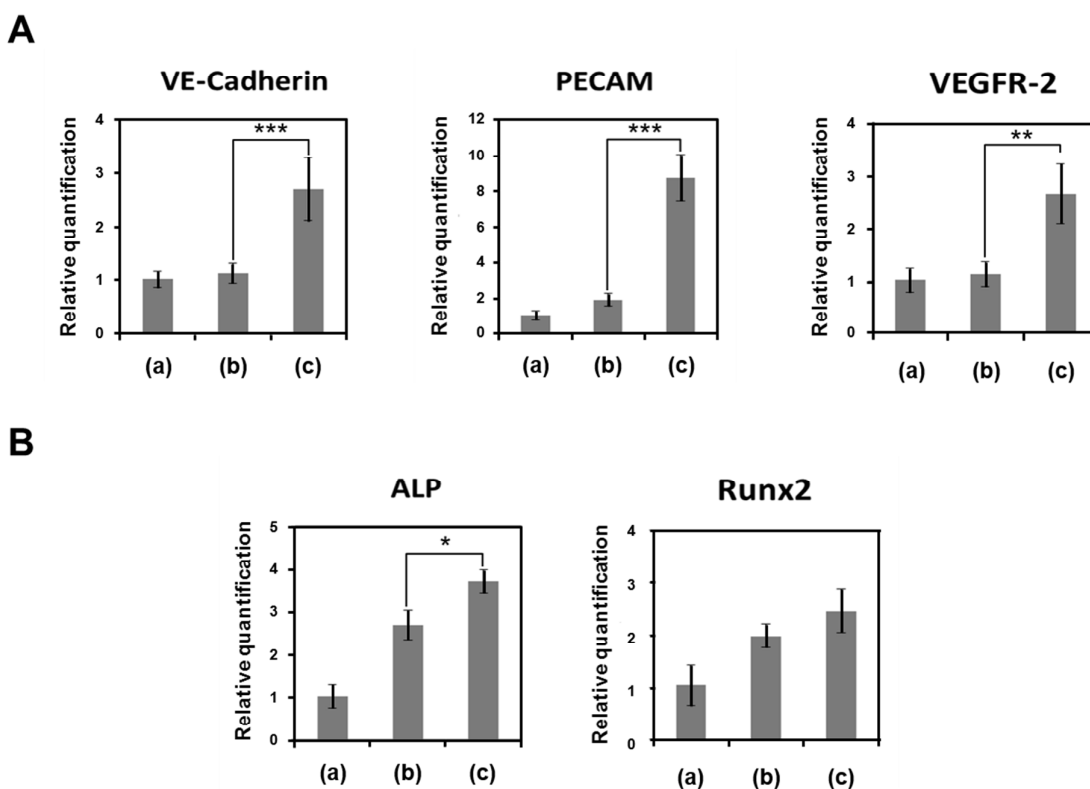 A
VE-Cadherin
Relative quantification
4
3
2
1
0
***
(a) (b) (c)
PECAM
Relative quantification
12
10
8
6
4
2
0
***
(a) (b) (c)
VEGFR-2
Relative quantification
4
3
2
1
0
**
(a) (b) (c)
B
ALP
Relative quantification
5
4
3
2
1
0
*
(a) (b) (c)
Runx2
Relative quantification
4
3
2
1
0
(a) (b) (c)